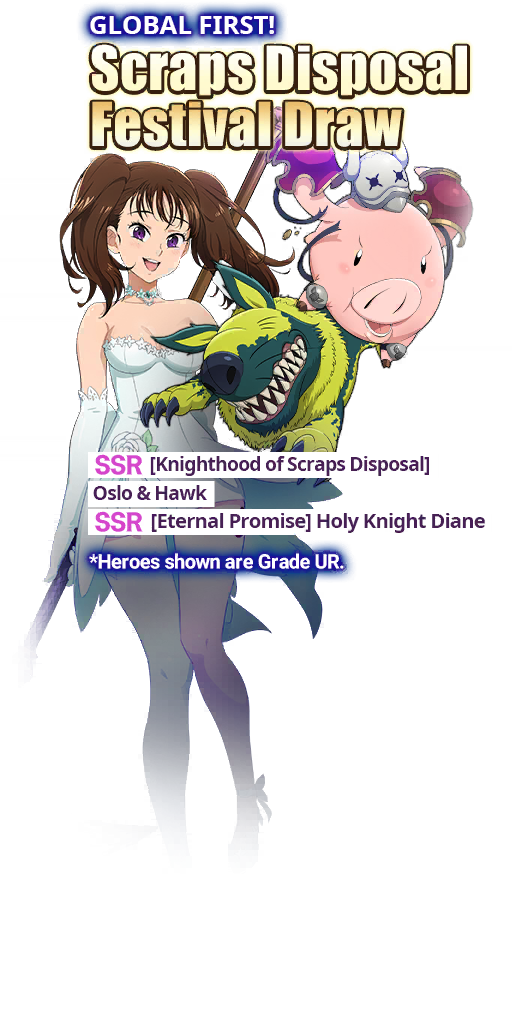 GLOBAL FIRST!
Scraps Disposal
Festival Draw
SSR [Knighthood of Scraps Disposal]
Oslo & Hawk
SSR [Eternal Promise] Holy Knight Diane
*Heroes shown are Grade UR.